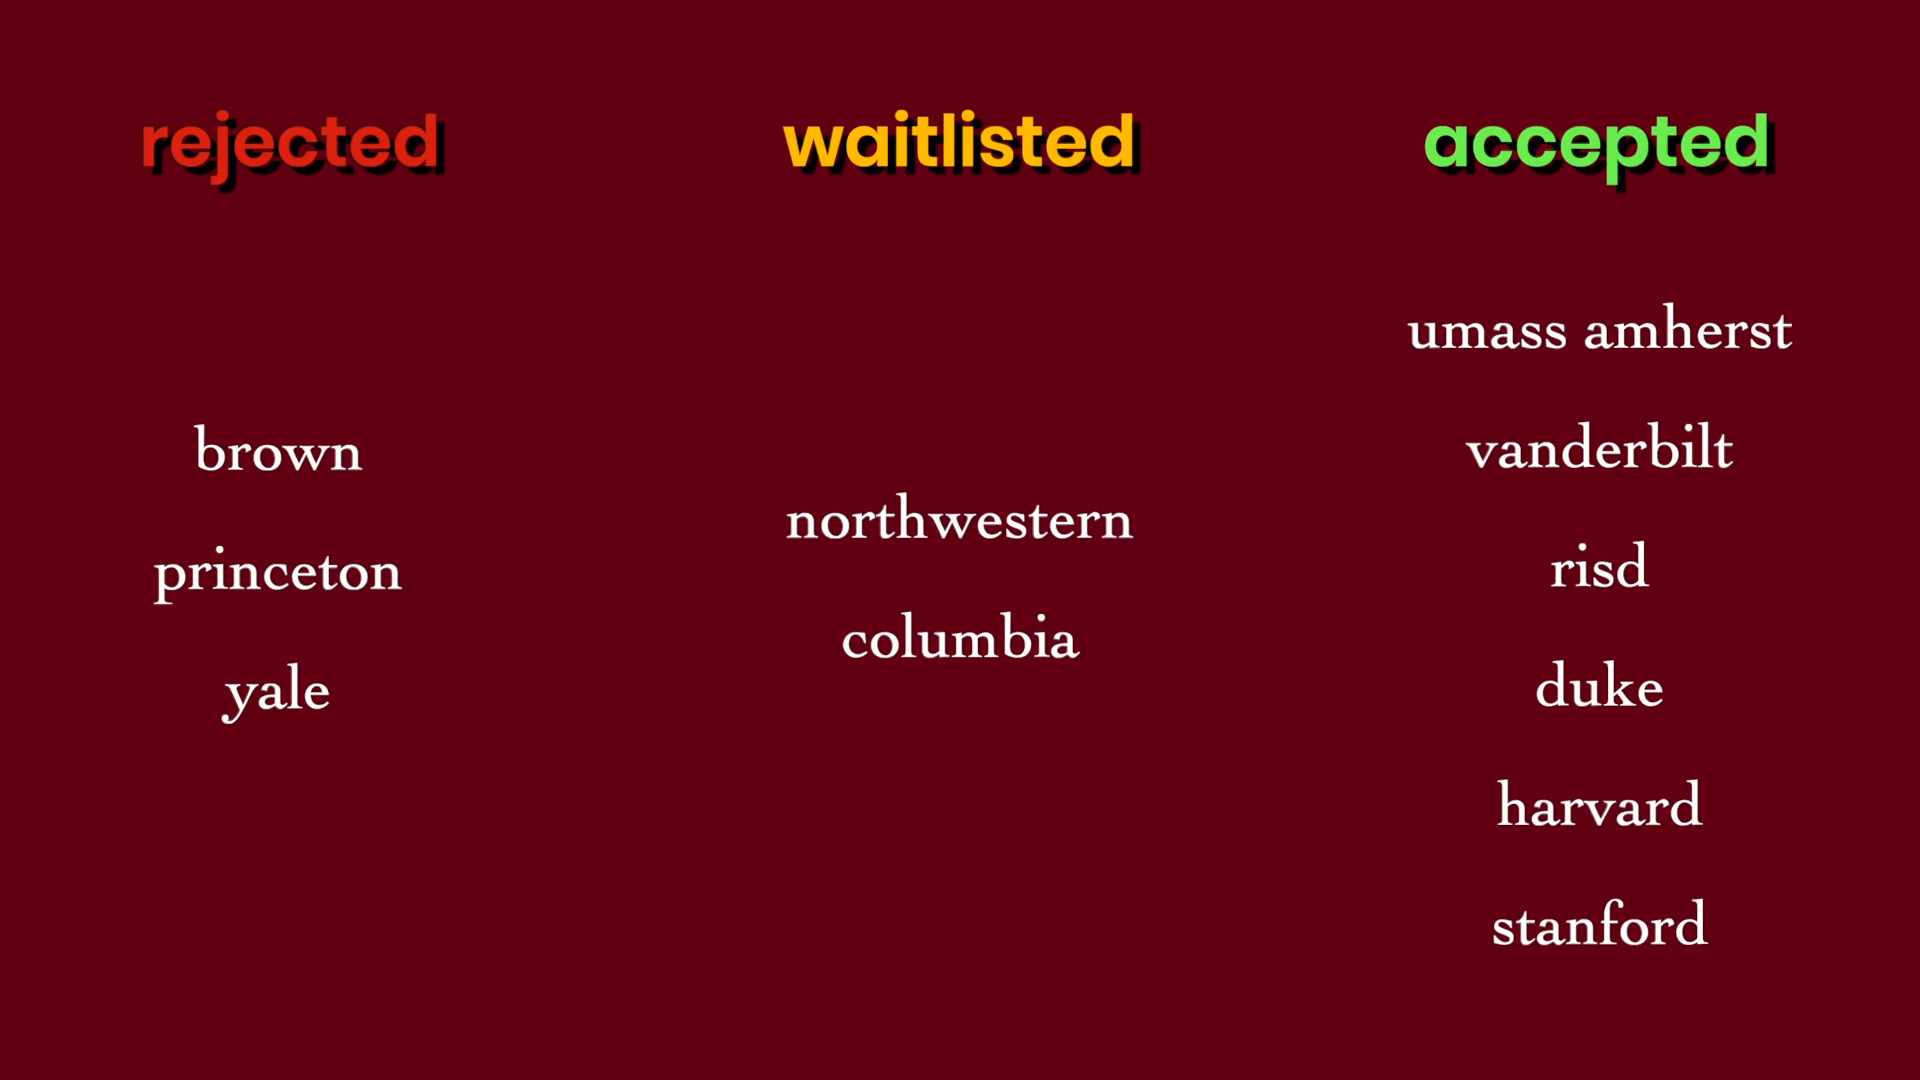 rejected
brown
princeton
yale
waitlisted
northwestern
columbia
accepted
umass amherst
vanderbilt
risd
duke
harvard
stanford